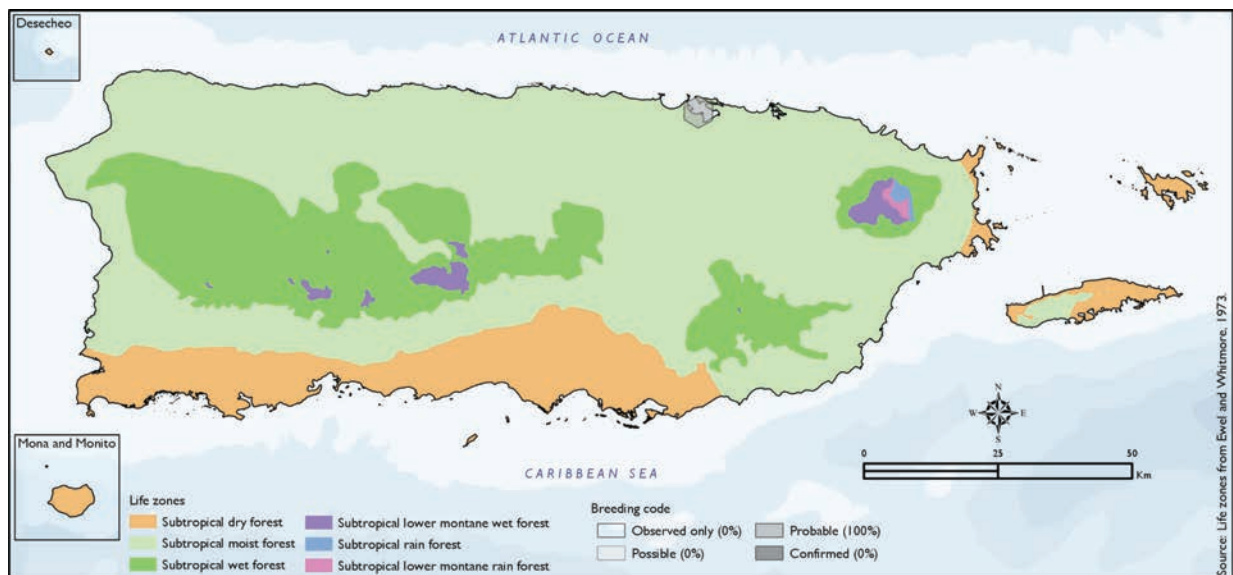 Desecheo
ATLANTIC OCEAN
N
W E
S
0 25 50
Km
Mona and Monito
CARIBBEAN SEA
Life zones
Subtropical dry forest
Subtropical moist forest
Subtropical wet forest
Subtropical lower montane wet forest
Subtropical rain forest
Subtropical lower montane rain forest
Breeding code
Observed only (0%)
Possible (0%)
Probable (100%)
Confirmed (0%)
Source: Life zones from Ewel and Whitmore, 1973.